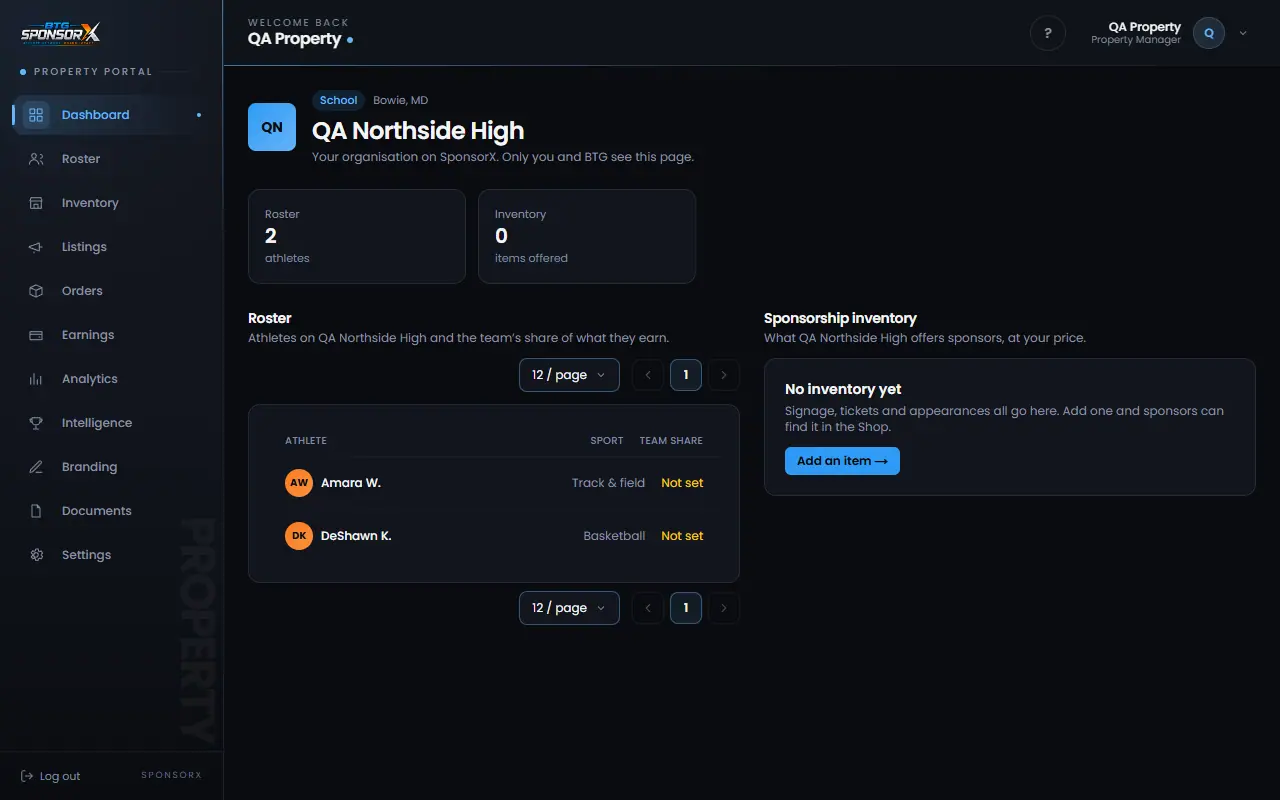 BTG
SPONSORX
PROPERTY PORTAL
Dashboard
Roster
Inventory
Listings
Orders
Earnings
Analytics
Intelligence
Branding
Documents
Settings
PROPERTY
Log out
SPONSORX
WELCOME BACK
QA Property
?
QA Property
Property Manager
Q
QN
School
Bowie, MD
QA Northside High
Your organisation on SponsorX. Only you and BTG see this page.
Roster
2
athletes
Inventory
0
items offered
Roster
Athletes on QA Northside High and the team's share of what they earn.
12 / page
1
ATHLETE SPORT TEAM SHARE
AW Amara W. Track & field Not set
DK DeShawn K. Basketball Not set
12 / page
1
Sponsorship inventory
What QA Northside High offers sponsors, at your price.
No inventory yet
Signage, tickets and appearances all go here. Add one and sponsors can
find it in the Shop.
Add an item →